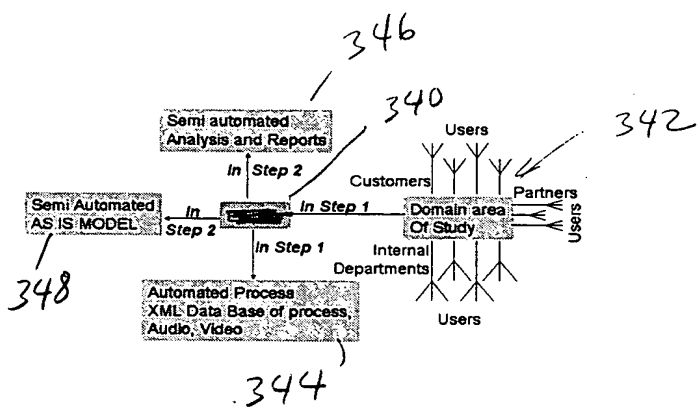 346
340
Semi automated
Analysis and Reports
Users
342
In Step 2
Customers
Partners
Semi Automated
AS IS MODEL
In
Step 2
In Step 1
Domain area
Of Study
Users
In Step 1
Internal
Departments
348
Automated Process
XML Data Base of process,
Audio, Video
Users
344